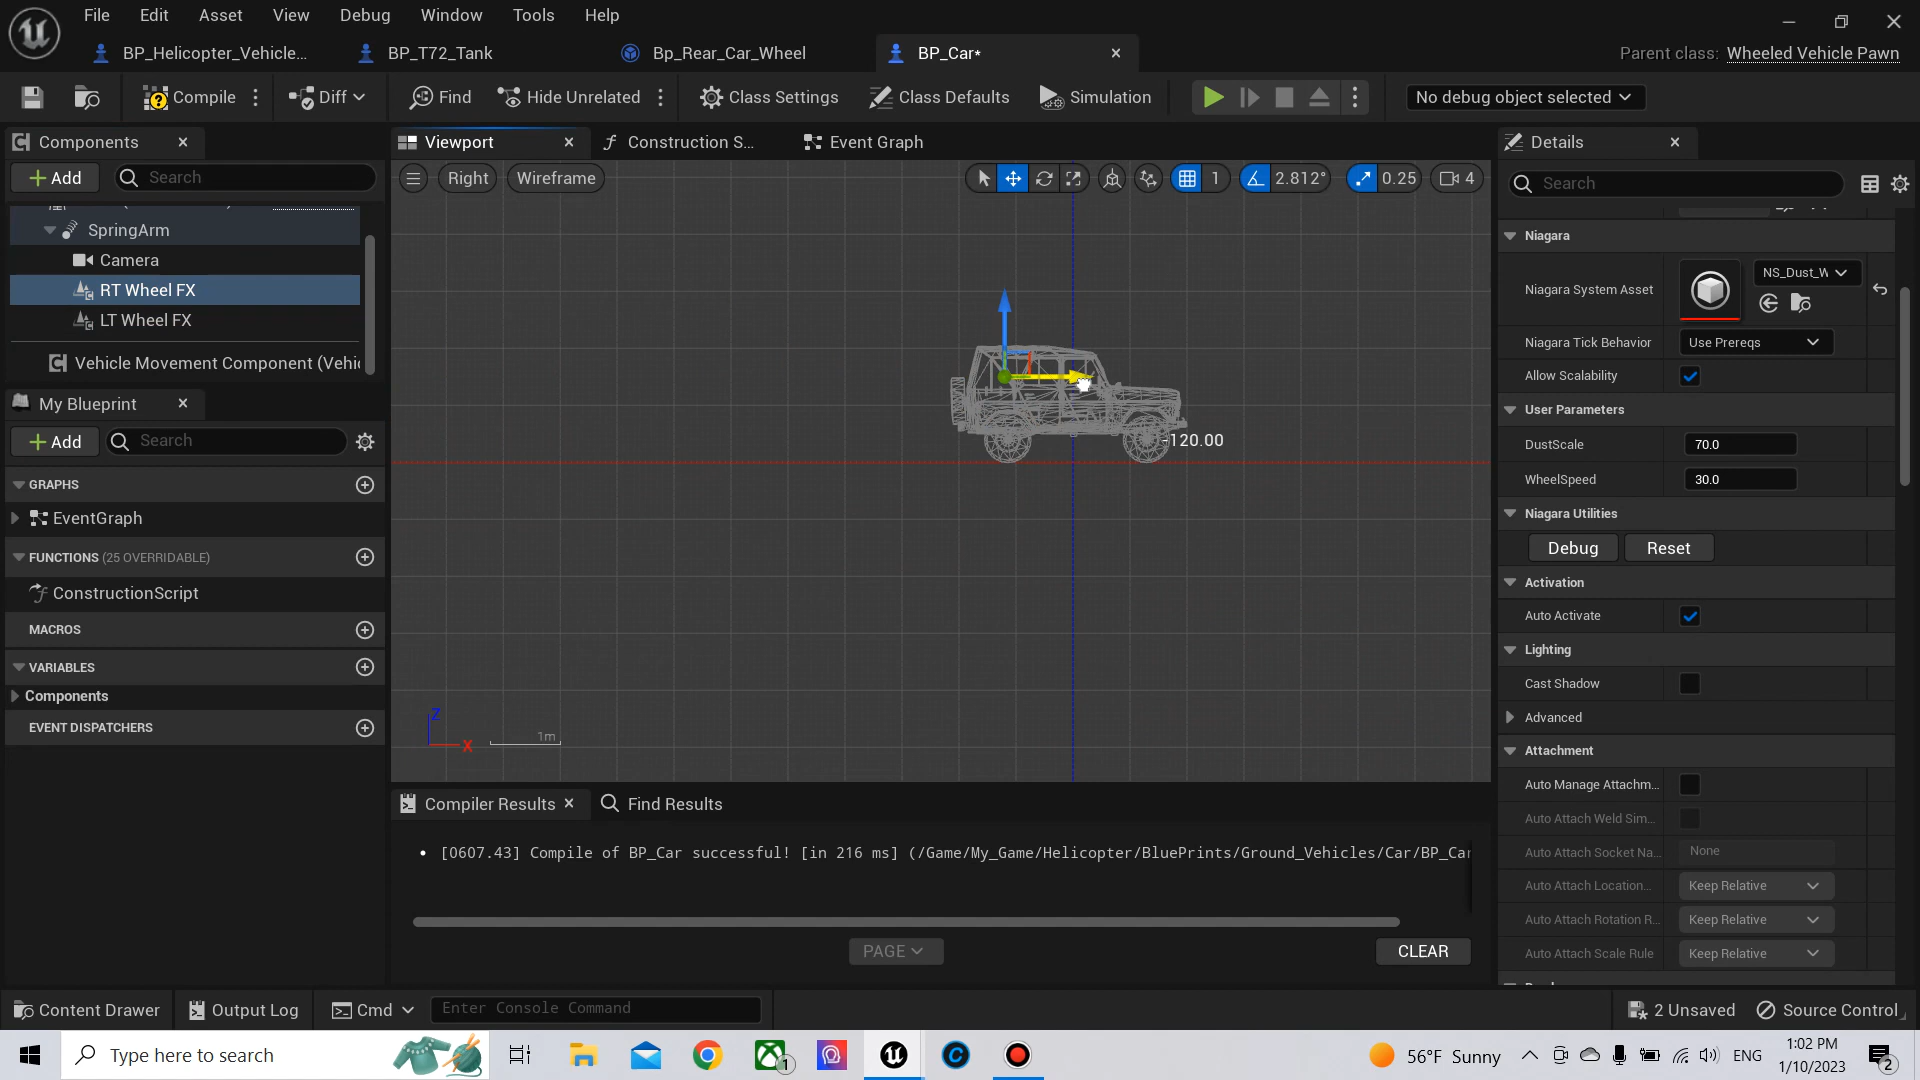 File Edit Asset View Debug Window Tools Help
BP_Helicopter_Vehicle... BP_T72_Tank Bp_Rear_Car_Wheel BP_Car* Parent class: Wheeled Vehicle Pawn
Compile Diff Find Hide Unrelated Class Settings Class Defaults Simulation No debug object selected
Components Viewport Construction S... Event Graph Details
Add Search Right Wireframe 1 2.812° 0.25 4 Search
SpringArm
Camera
RT Wheel FX
LT Wheel FX
Vehicle Movement Component (Vehic
My Blueprint
Add Search
GRAPHS
EventGraph
FUNCTIONS (25 OVERRIDABLE)
ConstructionScript
MACROS
VARIABLES
Components
EVENT DISPATCHERS
-120.00
Z
X
1m
Niagara
Niagara System Asset NS_Dust_W
Niagara Tick Behavior Use Prereqs
Allow Scalability
User Parameters
DustScale 70.0
WheelSpeed 30.0
Niagara Utilities
Debug Reset
Activation
Auto Activate
Lighting
Cast Shadow
Advanced
Attachment
Auto Manage Attachm...
Auto Attach Weld Sim...
Auto Attach Socket Na... None
Auto Attach Location... Keep Relative
Auto Attach Rotation R... Keep Relative
Auto Attach Scale Rule Keep Relative
Compiler Results Find Results
[0607.43] Compile of BP_Car successful! [in 216 ms] (/Game/My_Game/Helicopter/BluePrints/Ground_Vehicles/Car/BP_Car
PAGE CLEAR
Content Drawer Output Log Cmd Enter Console Command 2 Unsaved Source Control
Type here to search 1 56°F Sunny ENG 1:02 PM
1/10/2023 2